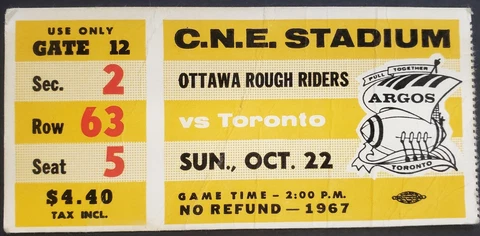 USE ONLY
GATE 12
Sec. 2
Row 63
Seat 5
$4.40
TAX INCL.
C.N.E. STADIUM
OTTAWA ROUGH RIDERS
vs Toronto
SUN., OCT. 22
GAME TIME - 2:00 P.M.
NO REFUND - 1967
PULL TOGETHER
ARGOS
TORONTO